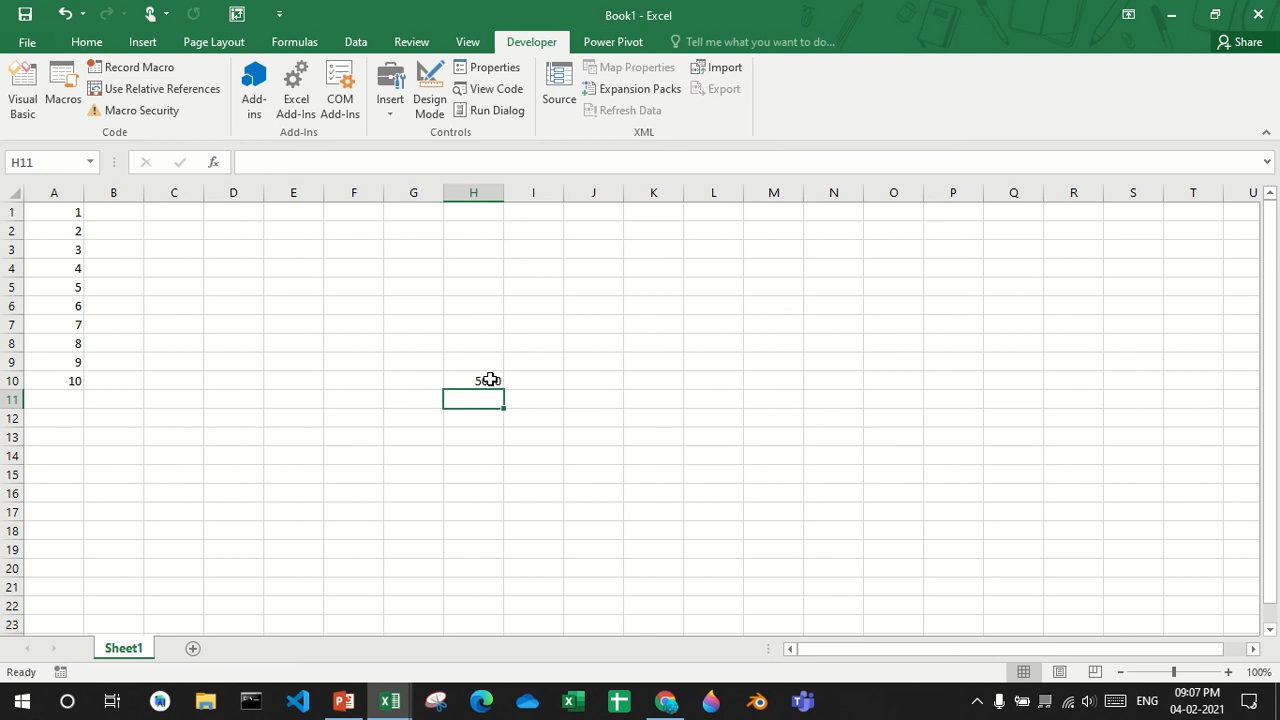 Book1 - Excel
File Home Insert Page Layout Formulas Data Review View Developer Power Pivot Tell me what you want to do... Share
Visual Basic
Macros
Record Macro
Use Relative References
Macro Security
Code
Add-ins
Excel Add-Ins
COM Add-Ins
Add-Ins
Insert
Design Mode
Properties
View Code
Run Dialog
Controls
Source
Map Properties
Expansion Packs
Refresh Data
Import
Export
XML
H11
fx
A B C D E F G H I J K L M N O P Q R S T U
1 1
2 2
3 3
4 4
5 5
6 6
7 7
8 8
9 9
10 10
11
12
13
14
15
16
17
18
19
20
21
22
23
Sheet1
Ready 100%
ENG 09:07 PM
04-02-2021